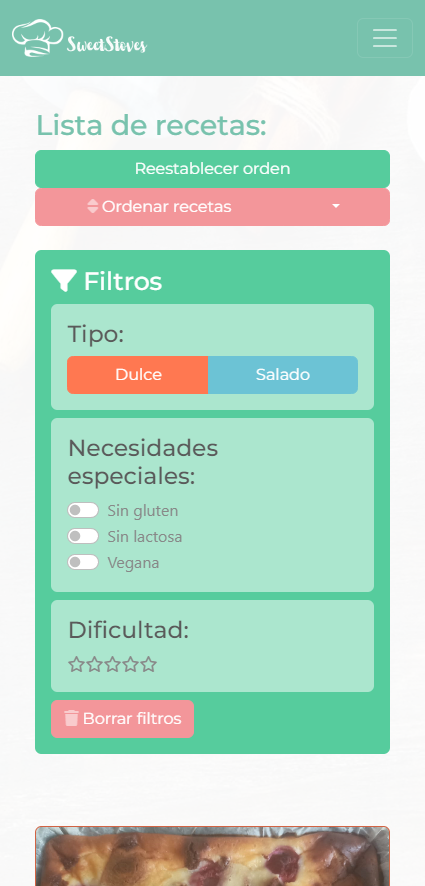 SweetStoves
Lista de recetas:
Reestablecer orden
Ordenar recetas
Filtros
Tipo:
Dulce
Salado
Necesidades
especiales:
Sin gluten
Sin lactosa
Vegana
Dificultad:
Borrar filtros